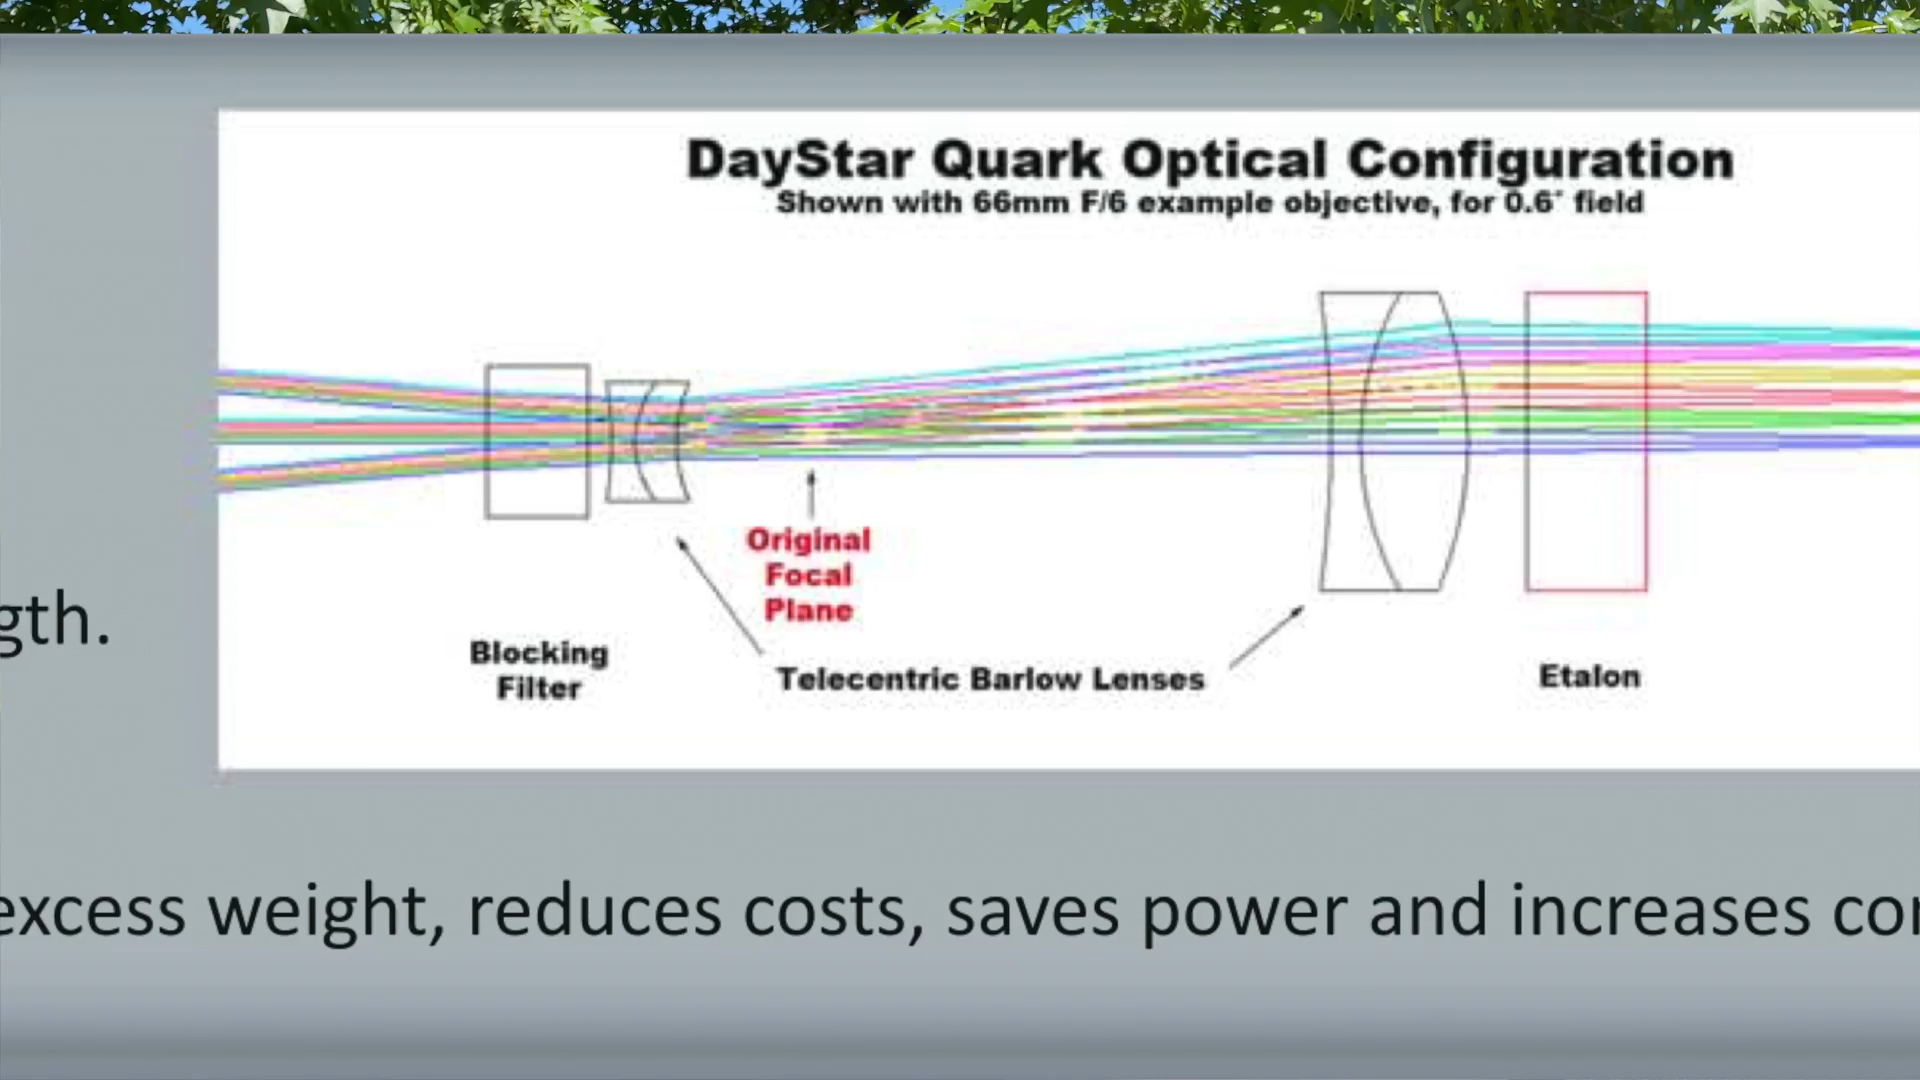 DayStar Quark Optical Configuration
Shown with 66mm F/6 example objective, for 0.6° field
Original
Focal
Plane
gth.
Blocking
Filter
Telecentric Barlow Lenses
Etalon
excess weight, reduces costs, saves power and increases